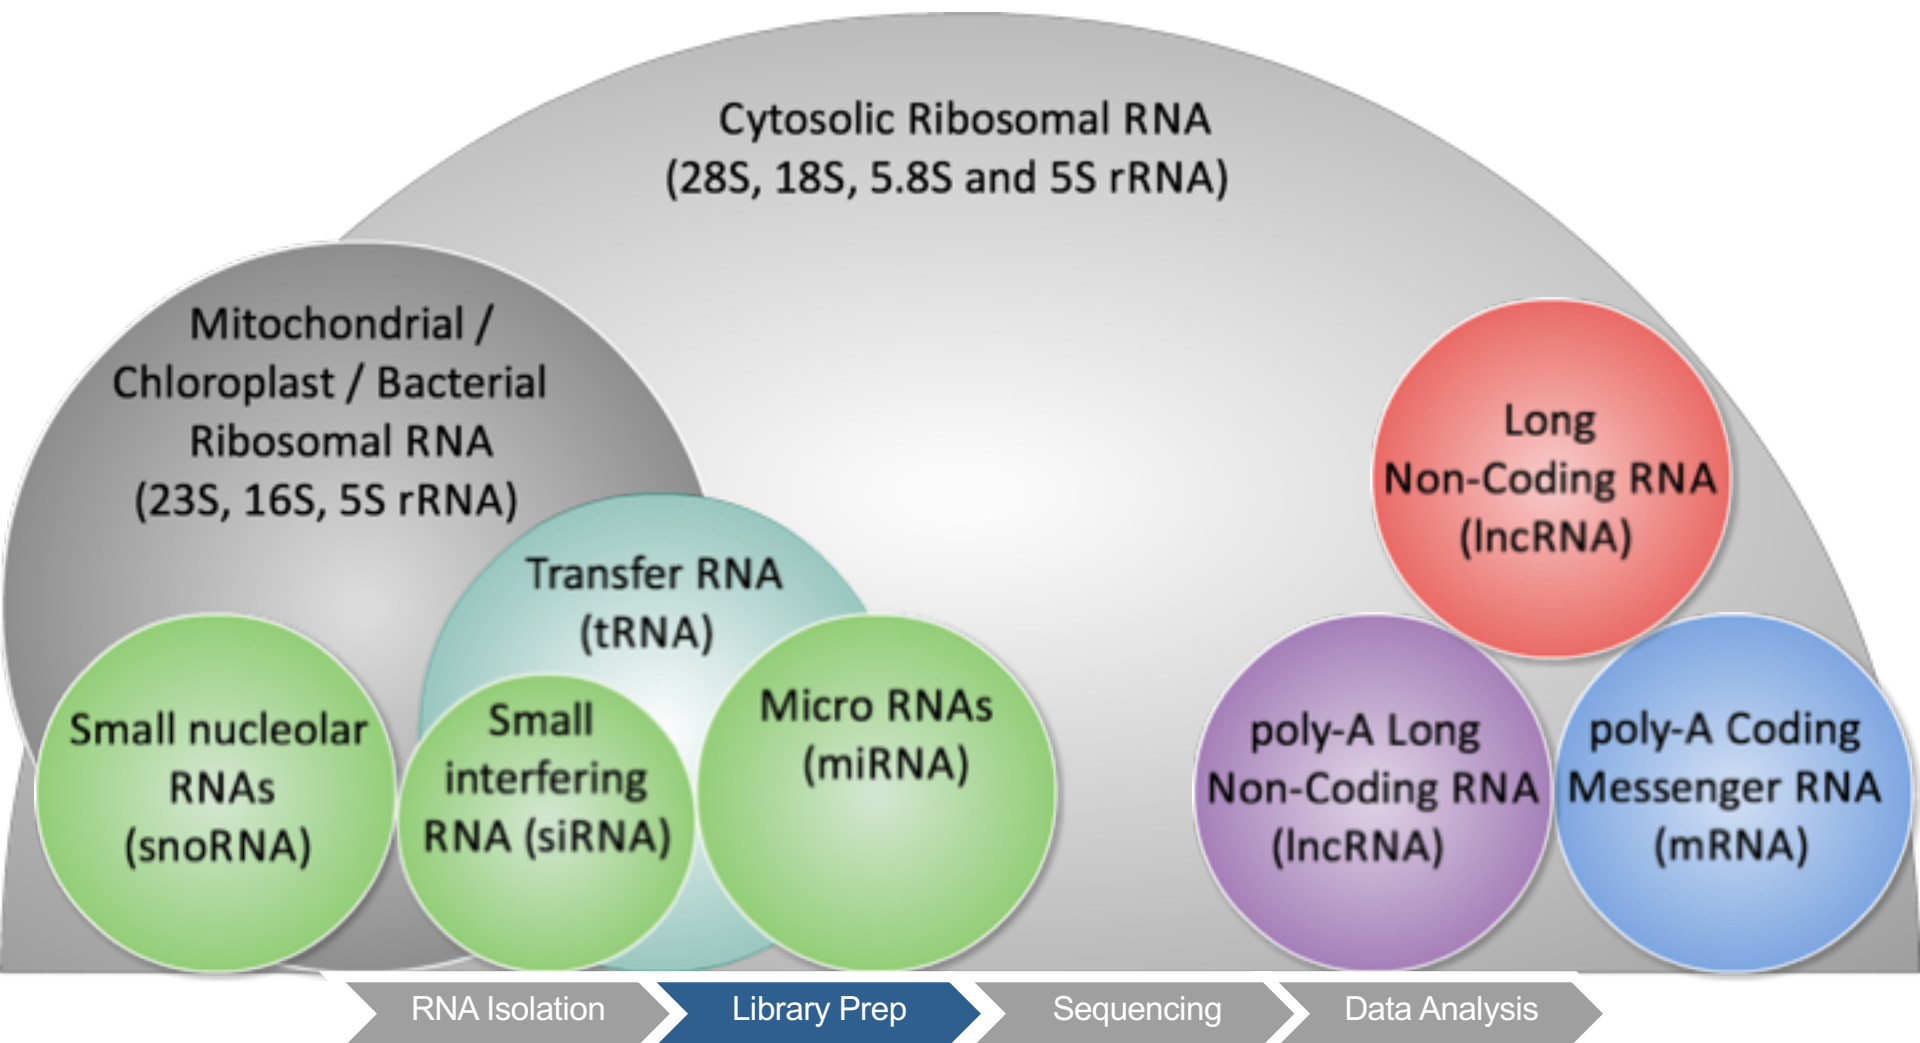 Cytosolic Ribosomal RNA
(28S, 18S, 5.8S and 5S rRNA)
Mitochondrial /
Chloroplast / Bacterial
Ribosomal RNA
(23S, 16S, 5S rRNA)
Long
Non-Coding RNA
(lncRNA)
Transfer RNA
(tRNA)
Small nucleolar
RNAs
(snoRNA)
Small
interfering
RNA (siRNA)
Micro RNAs
(miRNA)
poly-A Long
Non-Coding RNA
(lncRNA)
poly-A Coding
Messenger RNA
(mRNA)
RNA Isolation
Library Prep
Sequencing
Data Analysis